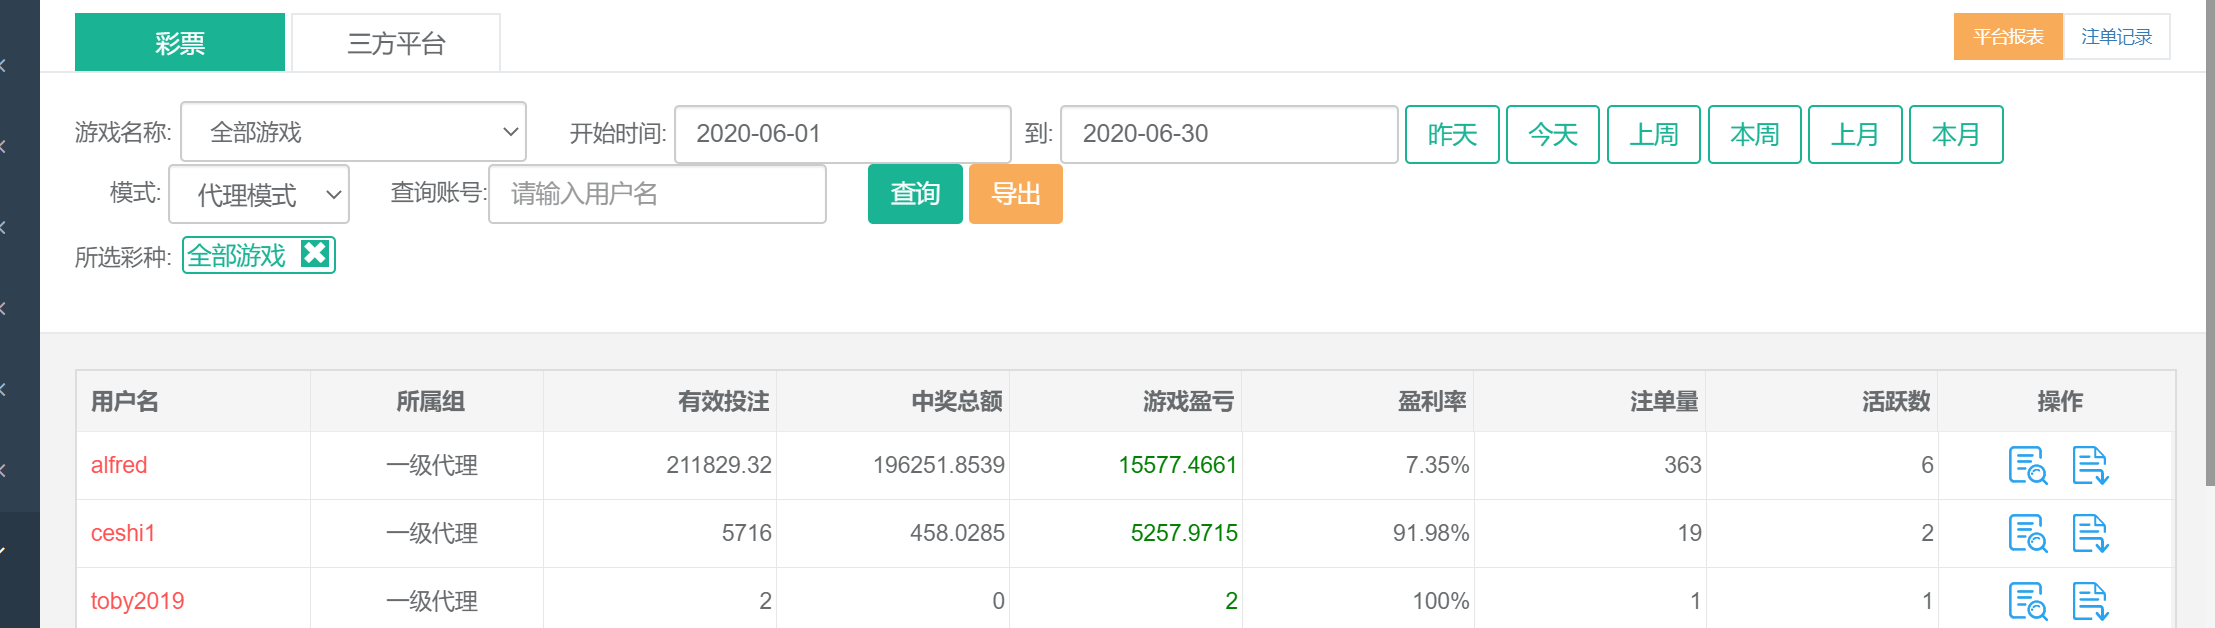 彩票 三方平台 平台报表 注单记录
游戏名称: 全部游戏 开始时间: 2020-06-01 到: 2020-06-30 昨天 今天 上周 本周 上月 本月
模式: 代理模式 查询账号: 请输入用户名 查询 导出
所选彩种: 全部游戏
用户名 所属组 有效投注 中奖总额 游戏盈亏 盈利率 注单量 活跃数 操作
alfred 一级代理 211829.32 196251.8539 15577.4661 7.35% 363 6
ceshi1 一级代理 5716 458.0285 5257.9715 91.98% 19 2
toby2019 一级代理 2 0 2 100% 1 1